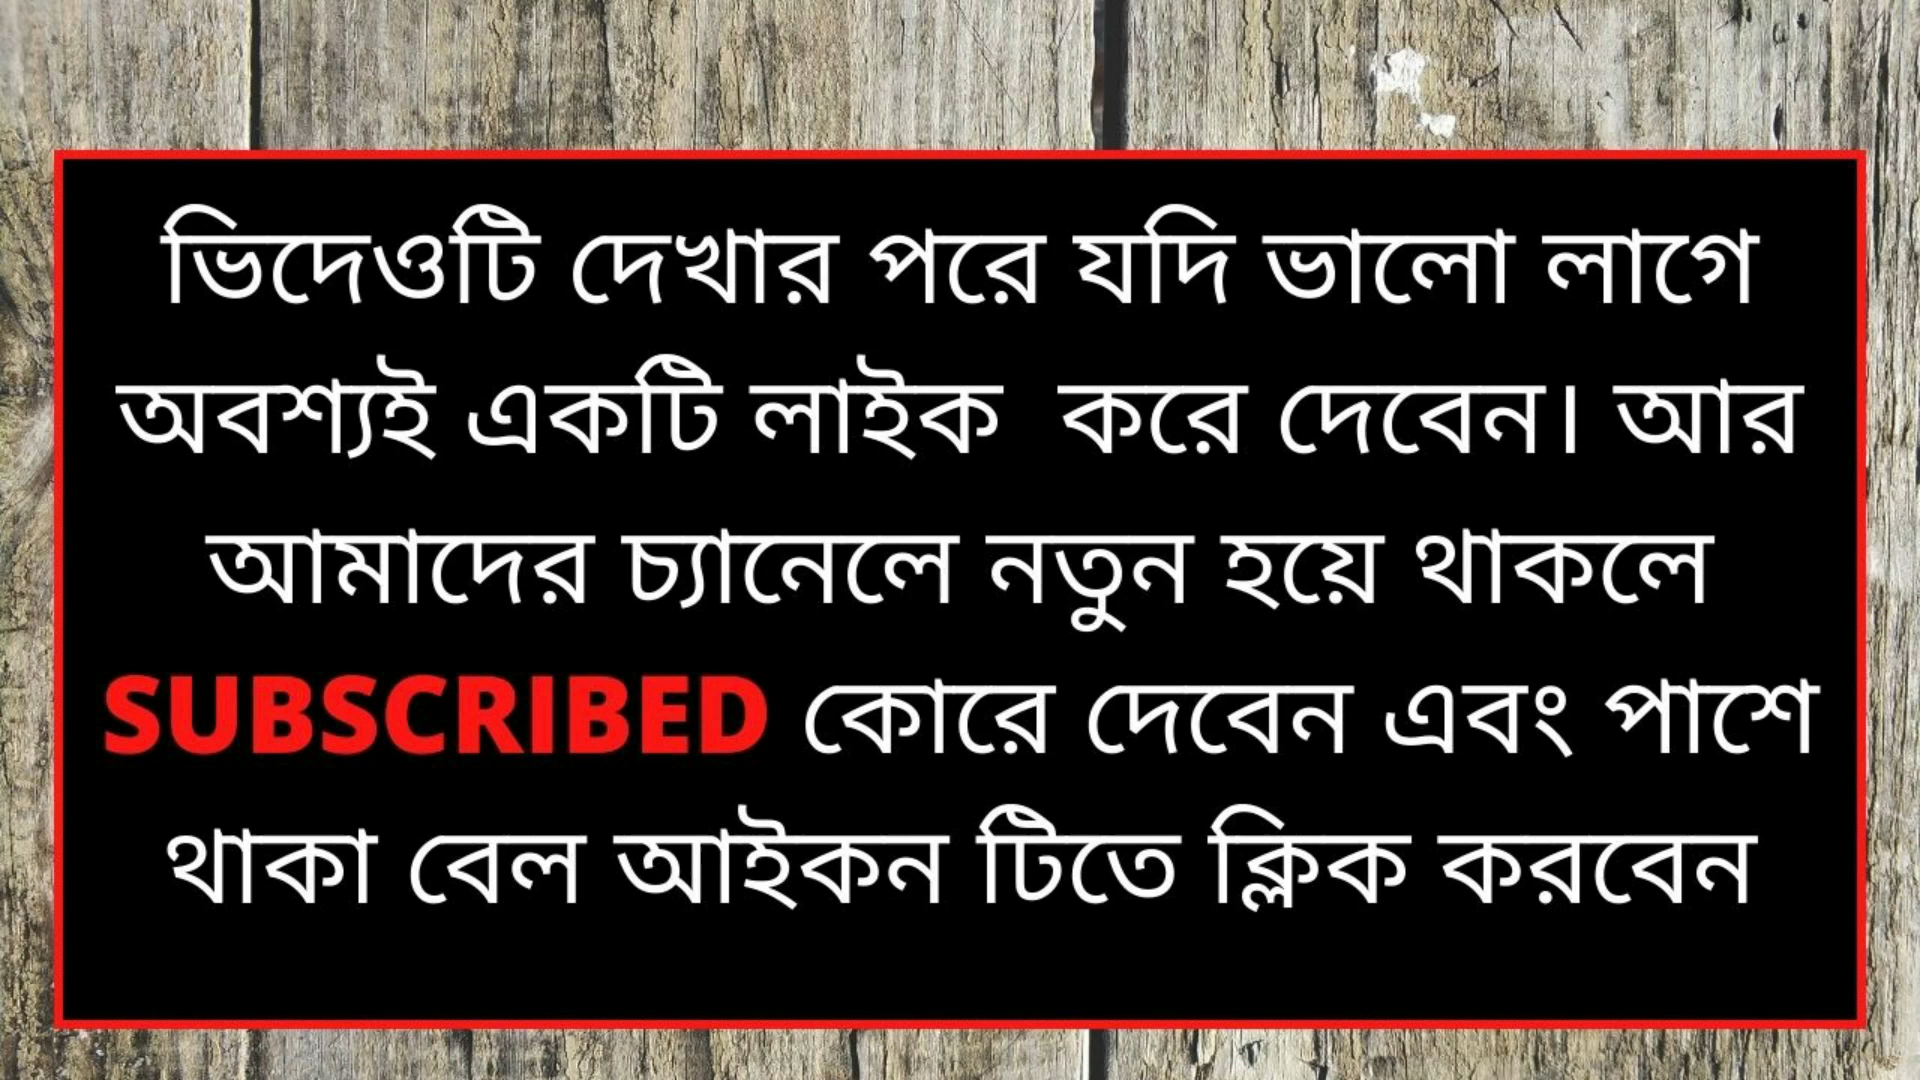 ভিদেওটি দেখার পরে যদি ভালো লাগে
অবশ্যই একটি লাইক করে দেবেন। আর
আমাদের চ্যানেলে নতুন হয়ে থাকলে
SUBSCRIBED কোরে দেবেন এবং পাশে
থাকা বেল আইকন টিতে ক্লিক করবেন